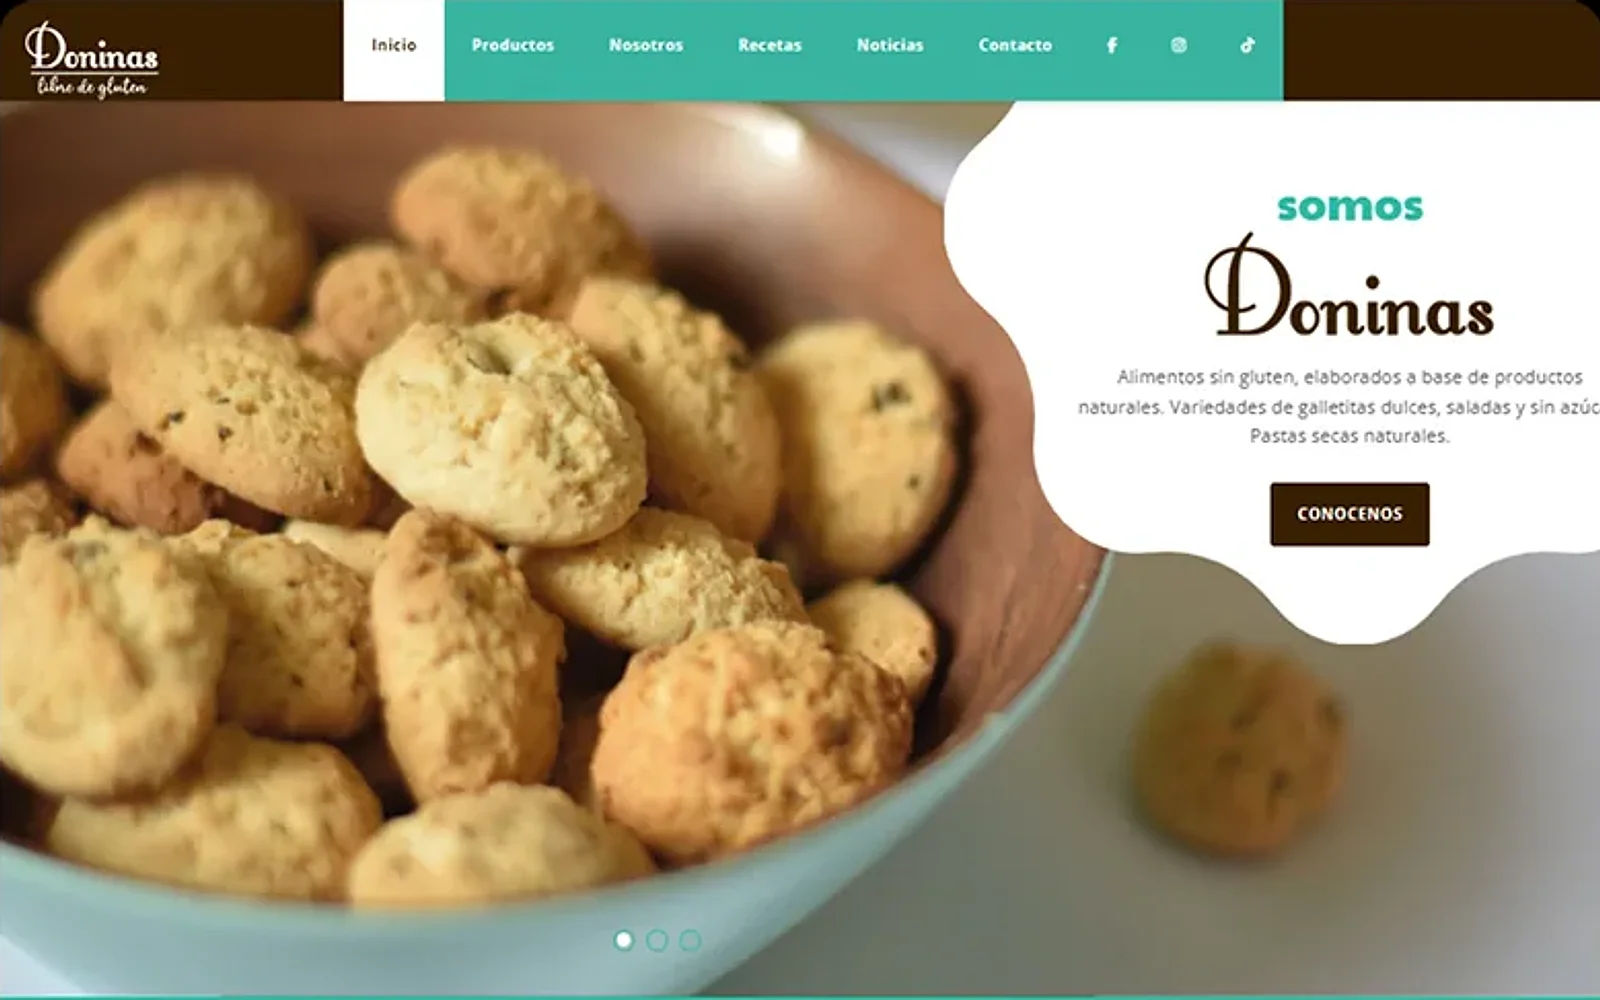 Doninas
libre de gluten
Inicio
Productos
Nosotros
Recetas
Noticias
Contacto
somos
Doninas
Alimentos sin gluten, elaborados a base de productos
naturales. Variedades de galletitas dulces, saladas y sin azúc
Pastas secas naturales.
CONOCENOS